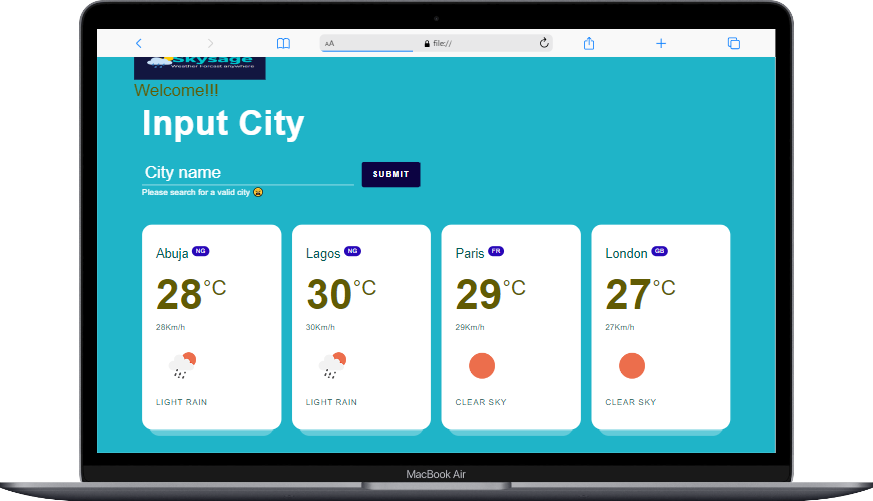 AA
file://
Skysage
Weather Forcast anywhere
Welcome!!!
Input City
City name
SUBMIT
Please search for a valid city 😩
Abuja NG
28°C
28Km/h
LIGHT RAIN
Lagos NG
30°C
30Km/h
LIGHT RAIN
Paris FR
29°C
29Km/h
CLEAR SKY
London GB
27°C
27Km/h
CLEAR SKY
MacBook Air